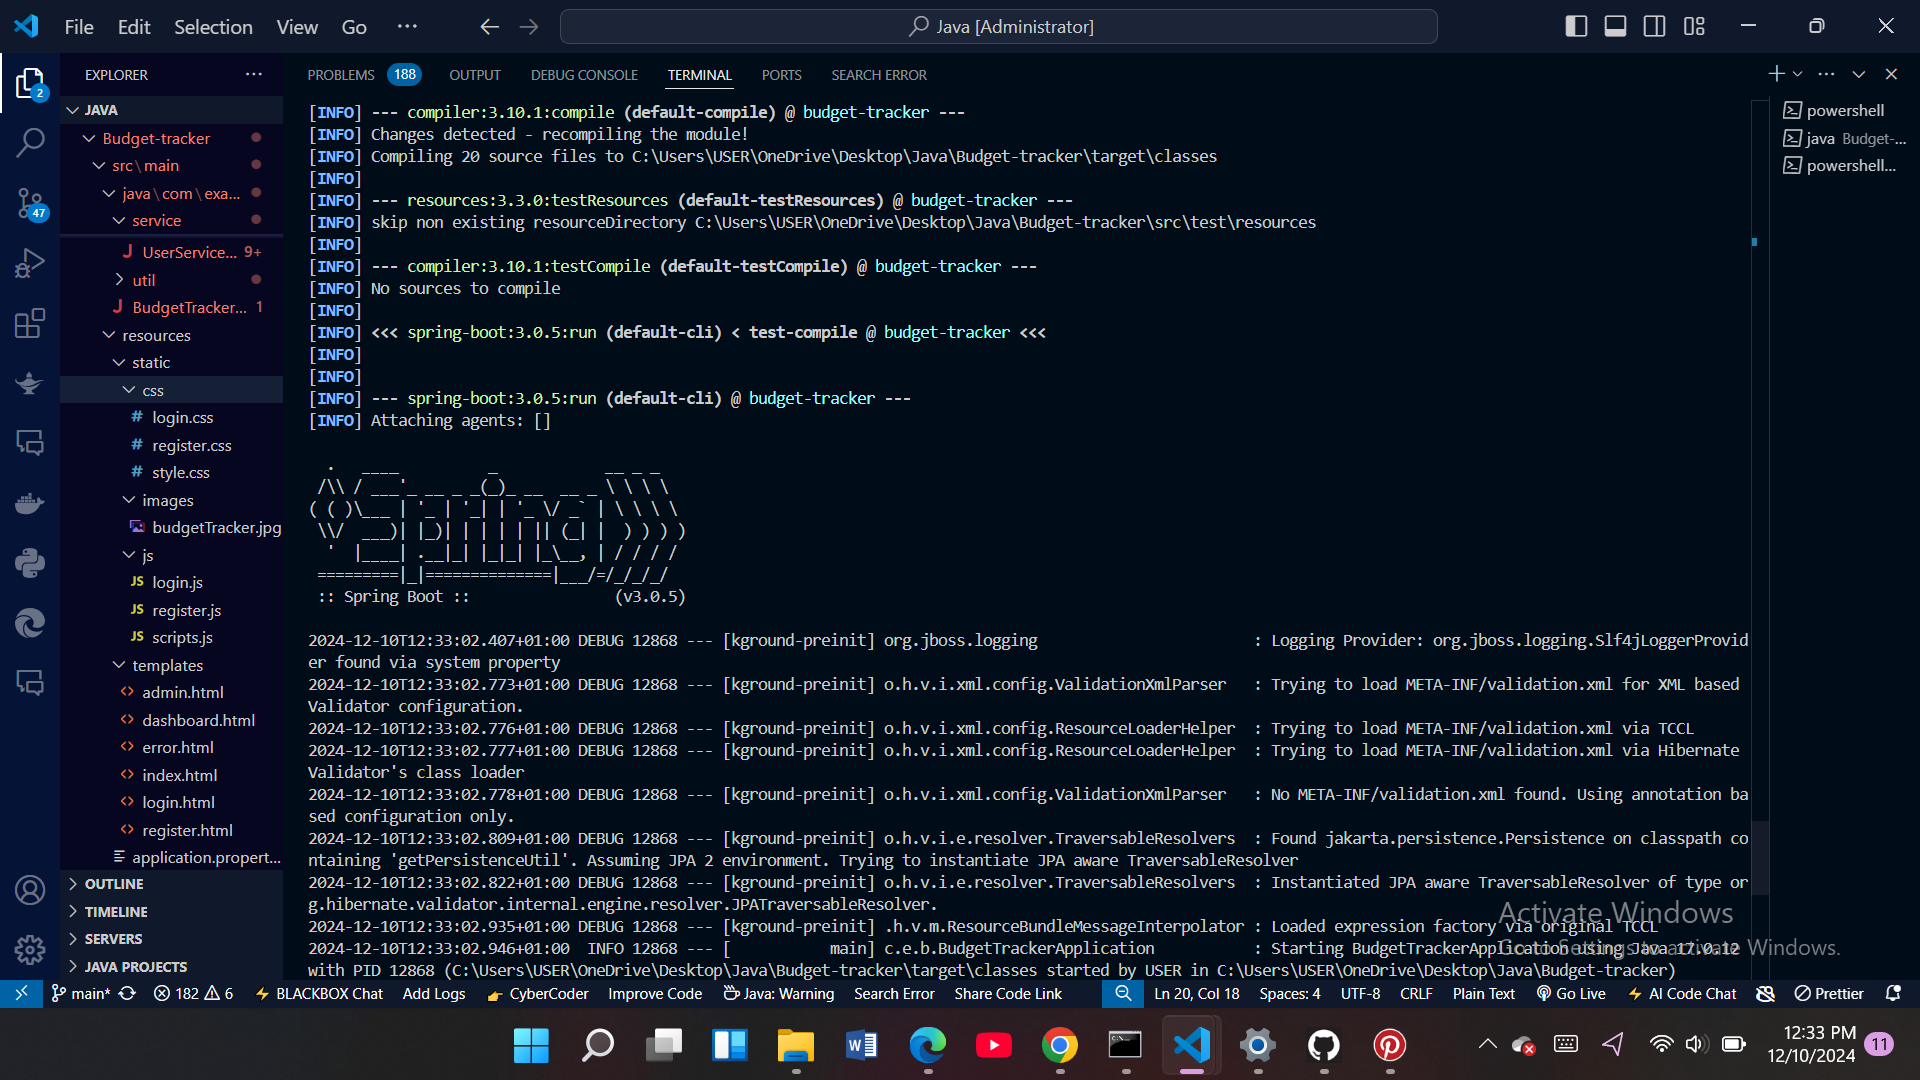 File Edit Selection View Go ··· Java [Administrator]
EXPLORER ···
JAVA
Budget-tracker
src\main
java\com\exa...
service
UserService... 9+
util
BudgetTracker... 1
resources
static
css
# login.css
# register.css
# style.css
images
budgetTracker.jpg
js
JS login.js
JS register.js
JS scripts.js
templates
<> admin.html
<> dashboard.html
<> error.html
<> index.html
<> login.html
<> register.html
application.propert...
OUTLINE
TIMELINE
SERVERS
JAVA PROJECTS
2
47
PROBLEMS 188 OUTPUT DEBUG CONSOLE TERMINAL PORTS SEARCH ERROR
[INFO] --- compiler:3.10.1:compile (default-compile) @ budget-tracker ---
[INFO] Changes detected - recompiling the module!
[INFO] Compiling 20 source files to C:\Users\USER\OneDrive\Desktop\Java\Budget-tracker\target\classes
[INFO]
[INFO] --- resources:3.3.0:testResources (default-testResources) @ budget-tracker ---
[INFO] skip non existing resourceDirectory C:\Users\USER\OneDrive\Desktop\Java\Budget-tracker\src\test\resources
[INFO]
[INFO] --- compiler:3.10.1:testCompile (default-testCompile) @ budget-tracker ---
[INFO] No sources to compile
[INFO]
[INFO] <<< spring-boot:3.0.5:run (default-cli) < test-compile @ budget-tracker <<<
[INFO]
[INFO]
[INFO] --- spring-boot:3.0.5:run (default-cli) @ budget-tracker ---
[INFO] Attaching agents: []
  .   ____          _            __ _ _
 /\\ / ___'_ __ _ _(_)_ __  __ _ \ \ \ \
( ( )\___ | '_ | '_| | '_ \/ _` | \ \ \ \
 \\/  ___)| |_)| | | | | || (_| |  ) ) ) )
  '  |____| .__|_| |_|_| |_\__, | / / / /
 =========|_|==============|___/=/_/_/_/
 :: Spring Boot ::                (v3.0.5)
2024-12-10T12:33:02.407+01:00 DEBUG 12868 --- [kground-preinit] org.jboss.logging                        : Logging Provider: org.jboss.logging.Slf4jLoggerProvid
er found via system property
2024-12-10T12:33:02.773+01:00 DEBUG 12868 --- [kground-preinit] o.h.v.i.xml.config.ValidationXmlParser   : Trying to load META-INF/validation.xml for XML based
Validator configuration.
2024-12-10T12:33:02.776+01:00 DEBUG 12868 --- [kground-preinit] o.h.v.i.xml.config.ResourceLoaderHelper  : Trying to load META-INF/validation.xml via TCCL
2024-12-10T12:33:02.777+01:00 DEBUG 12868 --- [kground-preinit] o.h.v.i.xml.config.ResourceLoaderHelper  : Trying to load META-INF/validation.xml via Hibernate
Validator's class loader
2024-12-10T12:33:02.778+01:00 DEBUG 12868 --- [kground-preinit] o.h.v.i.xml.config.ValidationXmlParser   : No META-INF/validation.xml found. Using annotation ba
sed configuration only.
2024-12-10T12:33:02.809+01:00 DEBUG 12868 --- [kground-preinit] o.h.v.i.e.resolver.TraversableResolvers  : Found jakarta.persistence.Persistence on classpath co
ntaining 'getPersistenceUtil'. Assuming JPA 2 environment. Trying to instantiate JPA aware TraversableResolver
2024-12-10T12:33:02.822+01:00 DEBUG 12868 --- [kground-preinit] o.h.v.i.e.resolver.TraversableResolvers  : Instantiated JPA aware TraversableResolver of type or
g.hibernate.validator.internal.engine.resolver.JPATraversableResolver.
2024-12-10T12:33:02.935+01:00 DEBUG 12868 --- [kground-preinit] .h.v.m.ResourceBundleMessageInterpolator : Loaded expression factory via original TCCL
2024-12-10T12:33:02.946+01:00  INFO 12868 --- [           main] c.e.b.BudgetTrackerApplication           : Starting BudgetTrackerApplication using Java 17.0.12
with PID 12868 (C:\Users\USER\OneDrive\Desktop\Java\Budget-tracker\target\classes started by USER in C:\Users\USER\OneDrive\Desktop\Java\Budget-tracker)
powershell
java Budget-...
powershell...
Activate Windows
Go to Settings to activate Windows.
main* 182 6 BLACKBOX Chat Add Logs CyberCoder Improve Code Java: Warning Search Error Share Code Link Ln 20, Col 18 Spaces: 4 UTF-8 CRLF Plain Text Go Live AI Code Chat Prettier
12:33 PM
12/10/2024
11